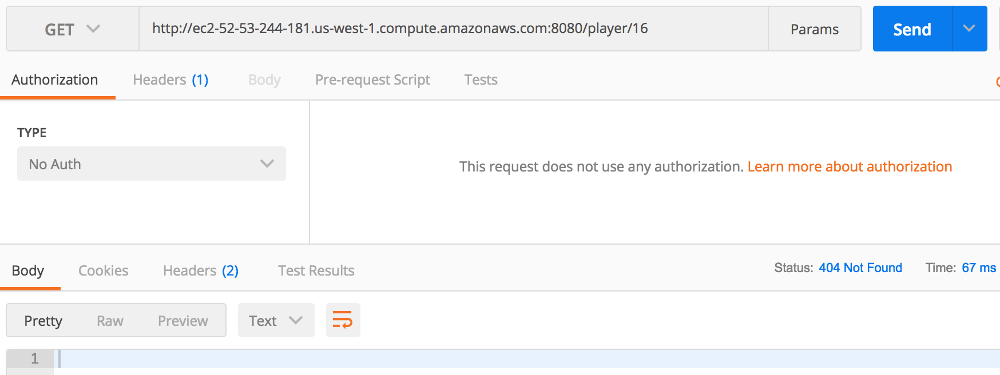 GET http://ec2-52-53-244-181.us-west-1.compute.amazonaws.com:8080/player/16 Params Send
Authorization Headers (1) Body Pre-request Script Tests
TYPE
No Auth
This request does not use any authorization. Learn more about authorization
Body Cookies Headers (2) Test Results Status: 404 Not Found Time: 67 ms
Pretty Raw Preview Text
1